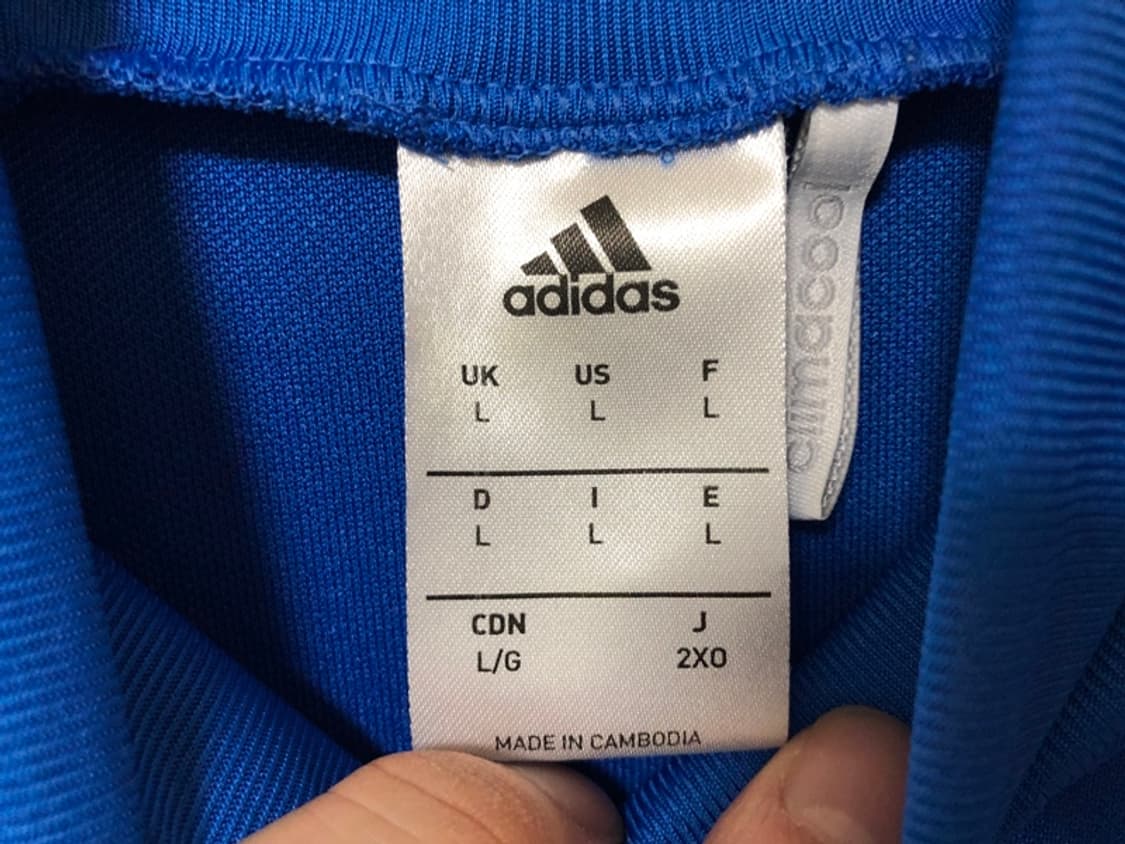 adidas
UK US F
L L L
D I E
L L L
CDN J
L/G 2XO
MADE IN CAMBODIA
climacool